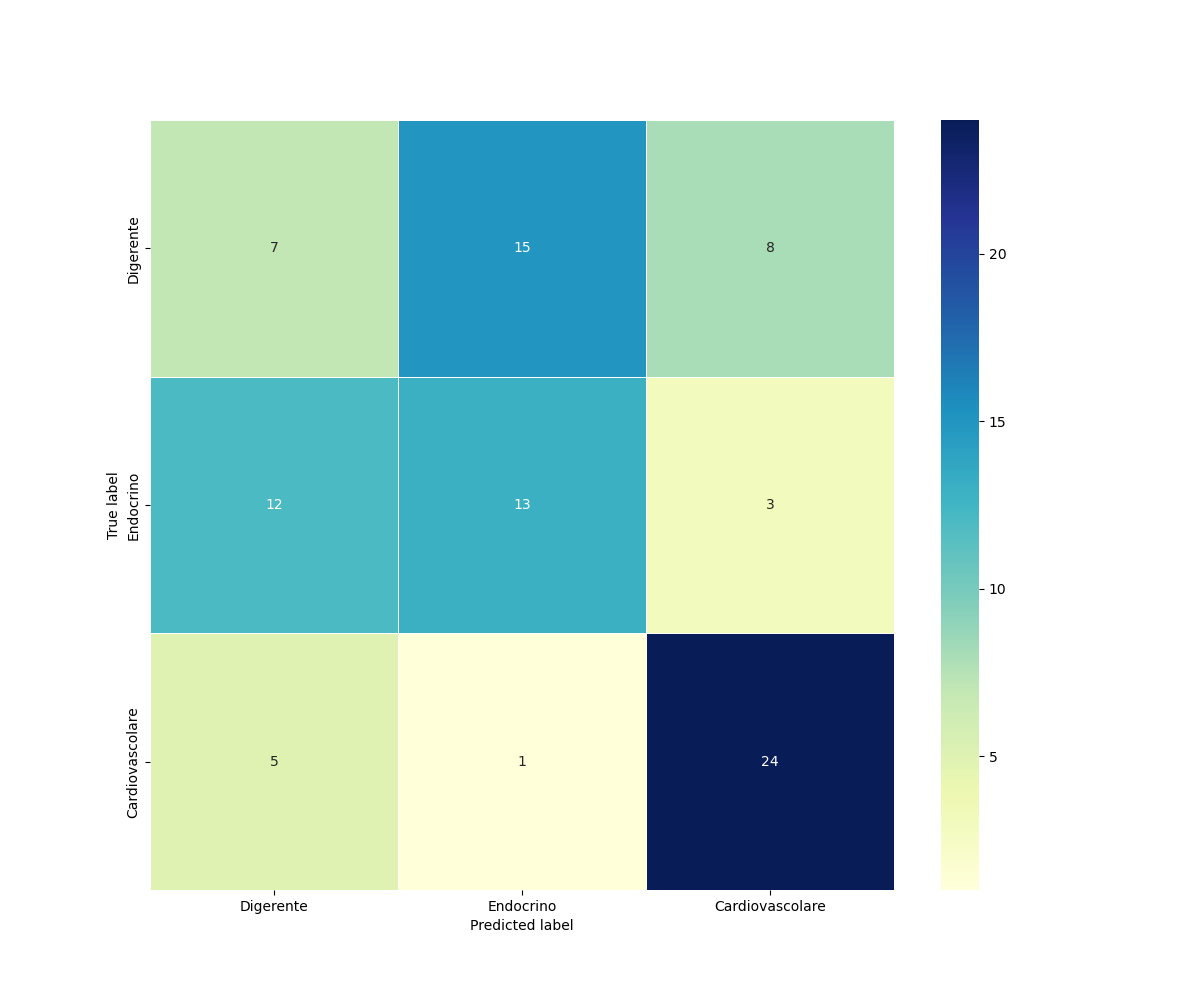 Digerente
7
15
8
Endocrino
12
13
3
Cardiovascolare
5
1
24
True label
Digerente
Endocrino
Cardiovascolare
Predicted label
20
15
10
5